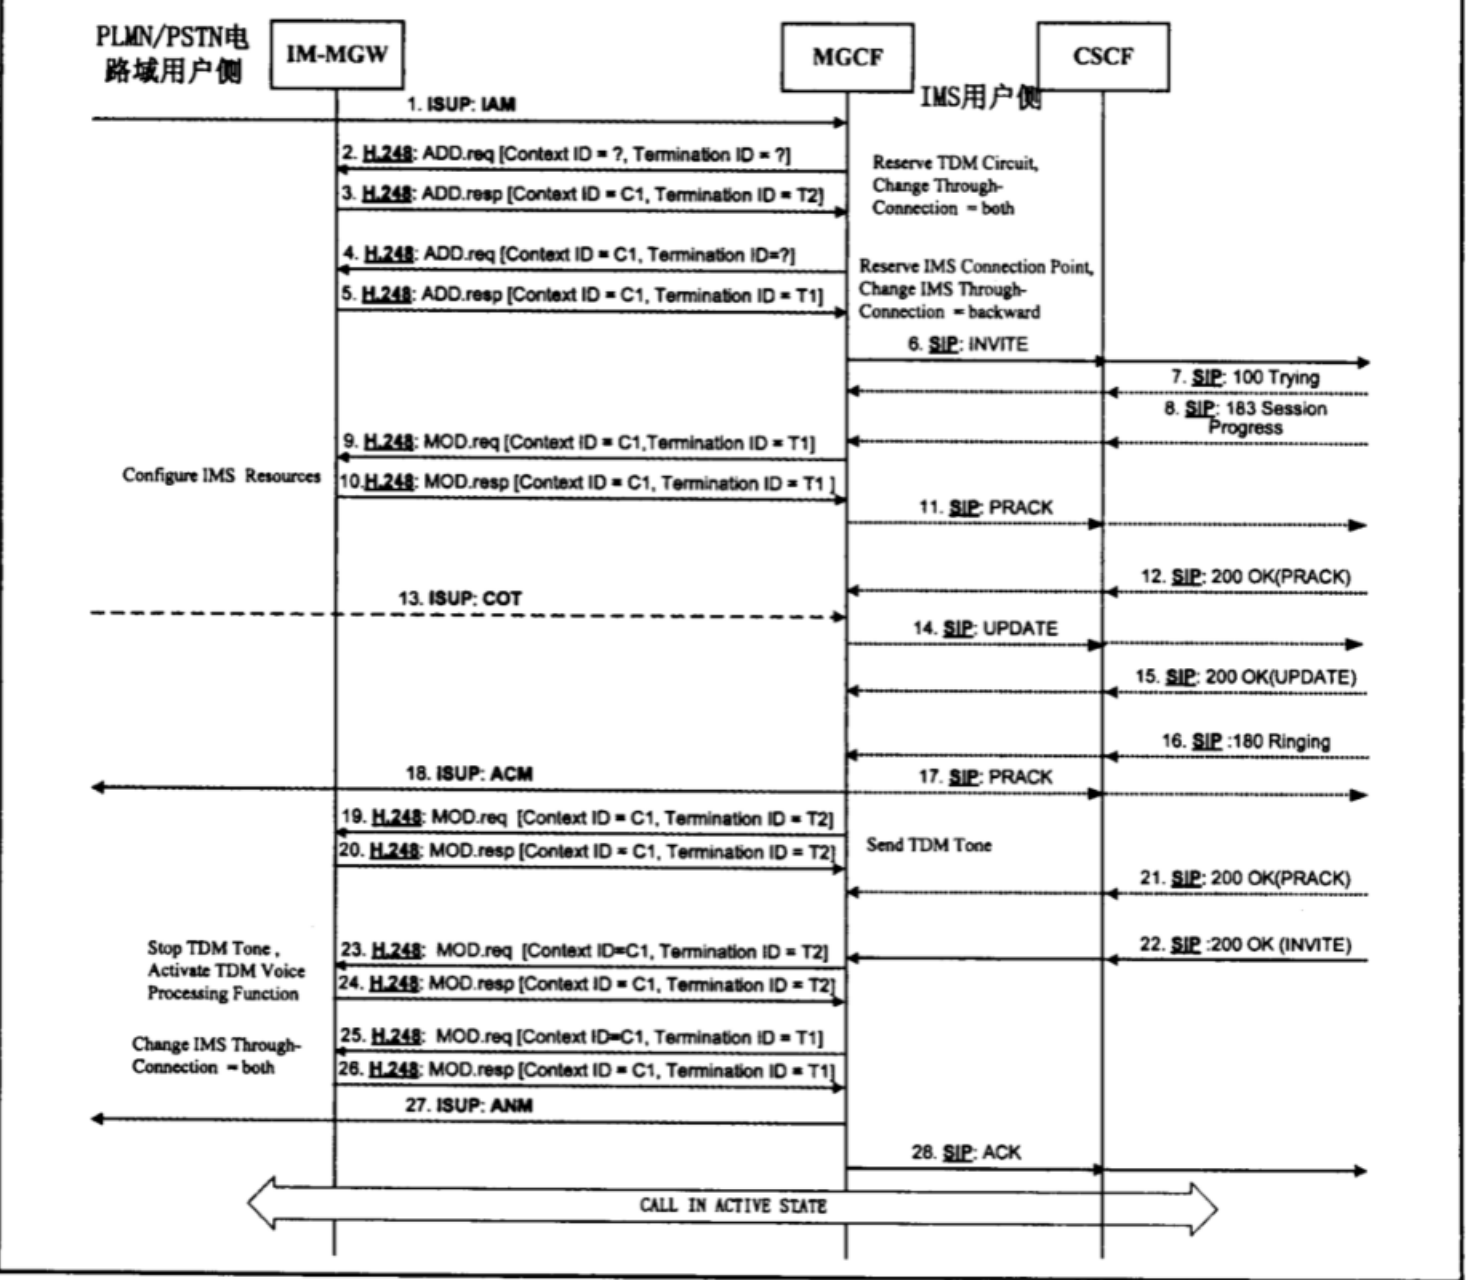 PLMN/PSTN电
路域用户侧
IM-MGW
MGCF
CSCF
IMS用户侧
1. ISUP: IAM
2. H.248: ADD.req [Context ID = ?, Termination ID = ?]
Reserve TDM Circuit,
Change Through-
Connection = both
3. H.248: ADD.resp [Context ID = C1, Termination ID = T2]
4. H.248: ADD.req [Context ID = C1, Termination ID=?]
Reserve IMS Connection Point,
Change IMS Through-
Connection = backward
5. H.248: ADD.resp [Context ID = C1, Termination ID = T1]
6. SIP: INVITE
7. SIP: 100 Trying
8. SIP: 183 Session
Progress
9. H.248: MOD.req [Context ID = C1,Termination ID = T1]
Configure IMS Resources
10.H.248: MOD.resp [Context ID = C1, Termination ID = T1 ]
11. SIP: PRACK
12. SIP: 200 OK(PRACK)
13. ISUP: COT
14. SIP: UPDATE
15. SIP: 200 OK(UPDATE)
16. SIP :180 Ringing
18. ISUP: ACM
17. SIP: PRACK
19. H.248: MOD.req [Context ID = C1, Termination ID = T2]
20. H.248: MOD.resp [Context ID = C1, Termination ID = T2]
Send TDM Tone
21. SIP: 200 OK(PRACK)
22. SIP :200 OK (INVITE)
Stop TDM Tone ,
Activate TDM Voice
Processing Function
23. H.248: MOD.req [Context ID=C1, Termination ID = T2]
24. H.248: MOD.resp [Context ID = C1, Termination ID = T2]
Change IMS Through-
Connection = both
25. H.248: MOD.req [Context ID=C1, Termination ID = T1]
26. H.248: MOD.resp [Context ID = C1, Termination ID = T1]
27. ISUP: ANM
28. SIP: ACK
CALL IN ACTIVE STATE